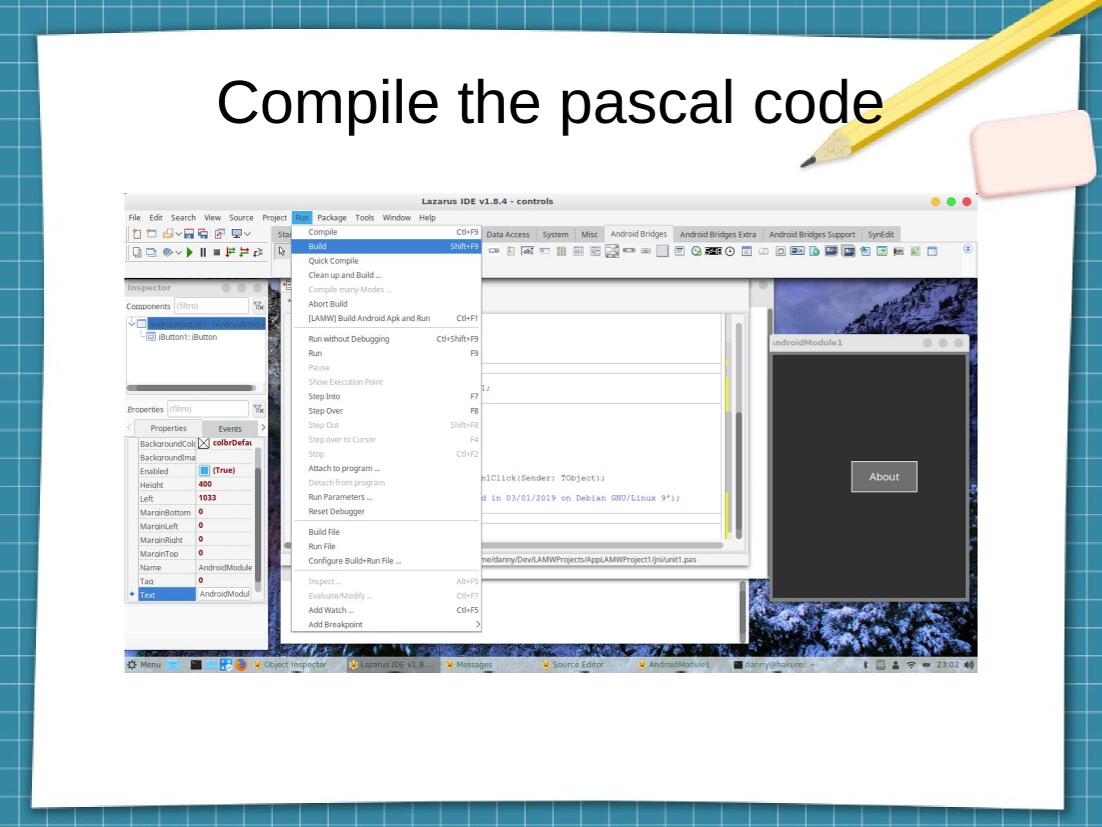 Compile the pascal code
Lazarus IDE v1.8.4 - controls
File Edit Search View Source Project Run Package Tools Window Help
Data Access System Misc Android Bridges Android Bridges Extra Android Bridges Support SynEdit
Compile Ctl+F9
Build Shift+F9
Quick Compile
Clean up and Build ...
Compile many Modes ...
Abort Build
[LAMW] Build Android Apk and Run Ctl+F1
Run without Debugging Ctl+Shift+F9
Run F9
Pause
Show Execution Point
Step Into F7
Step Over F8
Step Out Shift+F8
Step over to Cursor F4
Stop Ctl+F2
Attach to program ...
Detach from program
Run Parameters ...
Reset Debugger
Build File
Run File
Configure Build+Run File ...
Inspect ... Alt+F5
Evaluate/Modify ... Ctl+F7
Add Watch ... Ctl+F5
Add Breakpoint
Inspector
Components (filtro)
jButton1: jButton
Properties (filtro)
Properties Events
BackgroundColo colbrDefau
BackgroundIma
Enabled (True)
Height 400
Left 1033
MarginBottom 0
MarginLeft 0
MarginRight 0
MarginTop 0
Name AndroidModule
Tag 0
Text AndroidModul
1;
n1Click(Sender: TObject);
d in 03/01/2019 on Debian GNU/Linux 9');
me/danny/Dev/LAMWProjects/AppLAMWProject1/jni/unit1.pas
AndroidModule1
About
Menu Object Inspector Lazarus IDE v1.8.... Messages Source Editor AndroidModule1 danny@hakurei: ~ 23:02